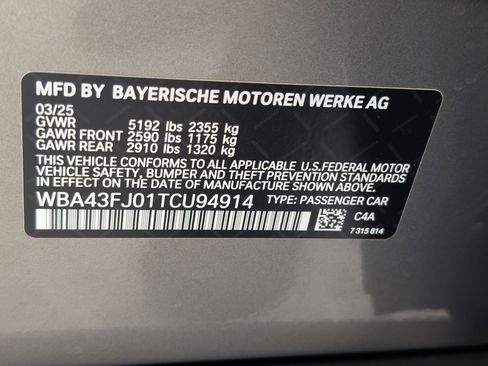 MFD BY BAYERISCHE MOTOREN WERKE AG
03/25
GVWR 5192 lbs 2355 kg
GAWR FRONT 2590 lbs 1175 kg
GAWR REAR 2910 lbs 1320 kg
THIS VEHICLE CONFORMS TO ALL APPLICABLE U.S.FEDERAL MOTOR
VEHICLE SAFETY, BUMPER AND THEFT PREVENTION STANDARDS
IN EFFECT ON THE DATE OF MANUFACTURE SHOWN ABOVE.
WBA43FJ01TCU94914 TYPE: PASSENGER CAR
C4A
7 315 814